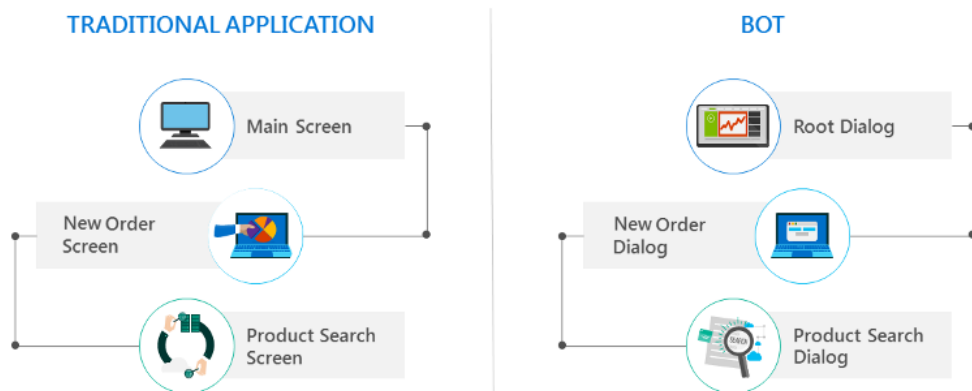 TRADITIONAL APPLICATION
Main Screen
New Order
Screen
Product Search
Screen
BOT
Root Dialog
New Order
Dialog
SEARCH
Product Search
Dialog